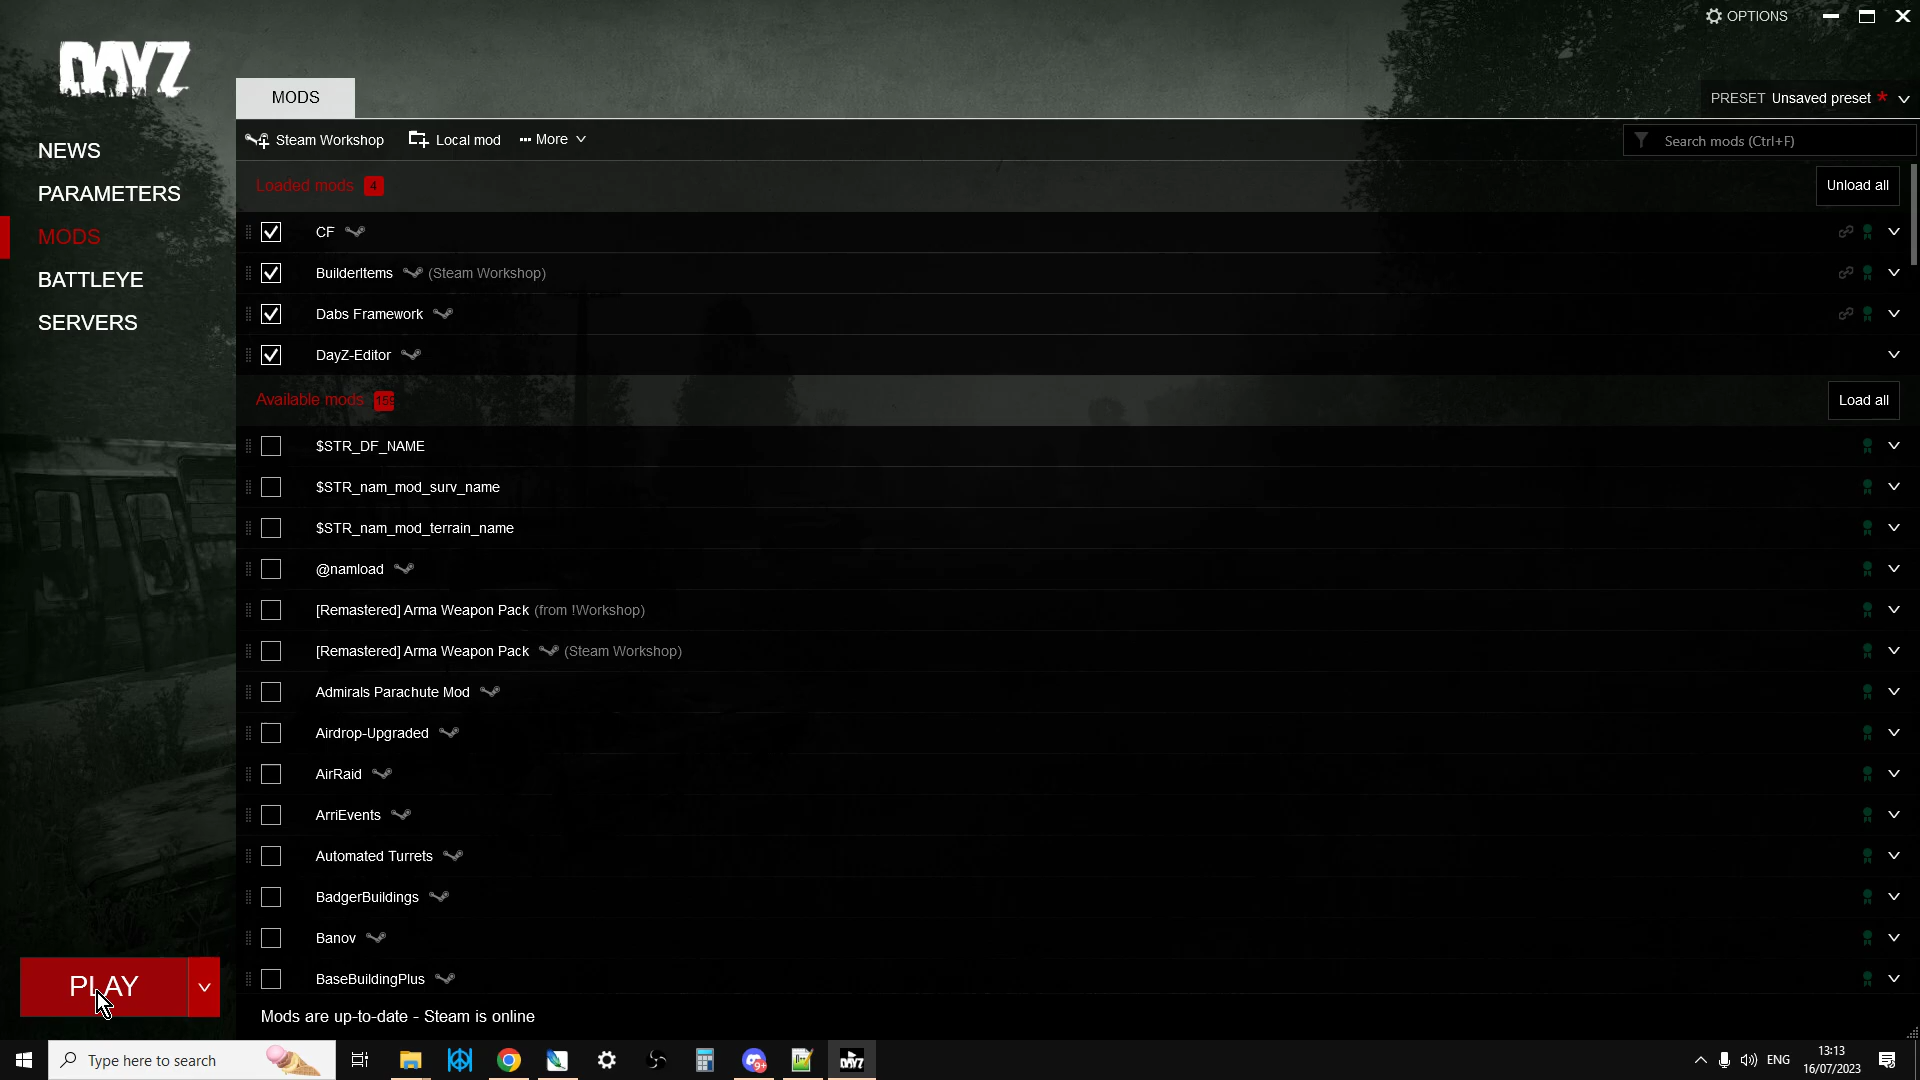 OPTIONS
DAYZ
MODS
PRESET Unsaved preset *
NEWS
PARAMETERS
MODS
BATTLEYE
SERVERS
Steam Workshop
Local mod
More
Search mods (Ctrl+F)
Loaded mods 4
Unload all
CF
BuilderItems (Steam Workshop)
Dabs Framework
DayZ-Editor
Available mods 159
Load all
$STR_DF_NAME
$STR_nam_mod_surv_name
$STR_nam_mod_terrain_name
@namload
[Remastered] Arma Weapon Pack (from !Workshop)
[Remastered] Arma Weapon Pack (Steam Workshop)
Admirals Parachute Mod
Airdrop-Upgraded
AirRaid
ArriEvents
Automated Turrets
BadgerBuildings
Banov
BaseBuildingPlus
PLAY
Mods are up-to-date - Steam is online
Type here to search
9+
DAYZ
ENG
13:13
16/07/2023